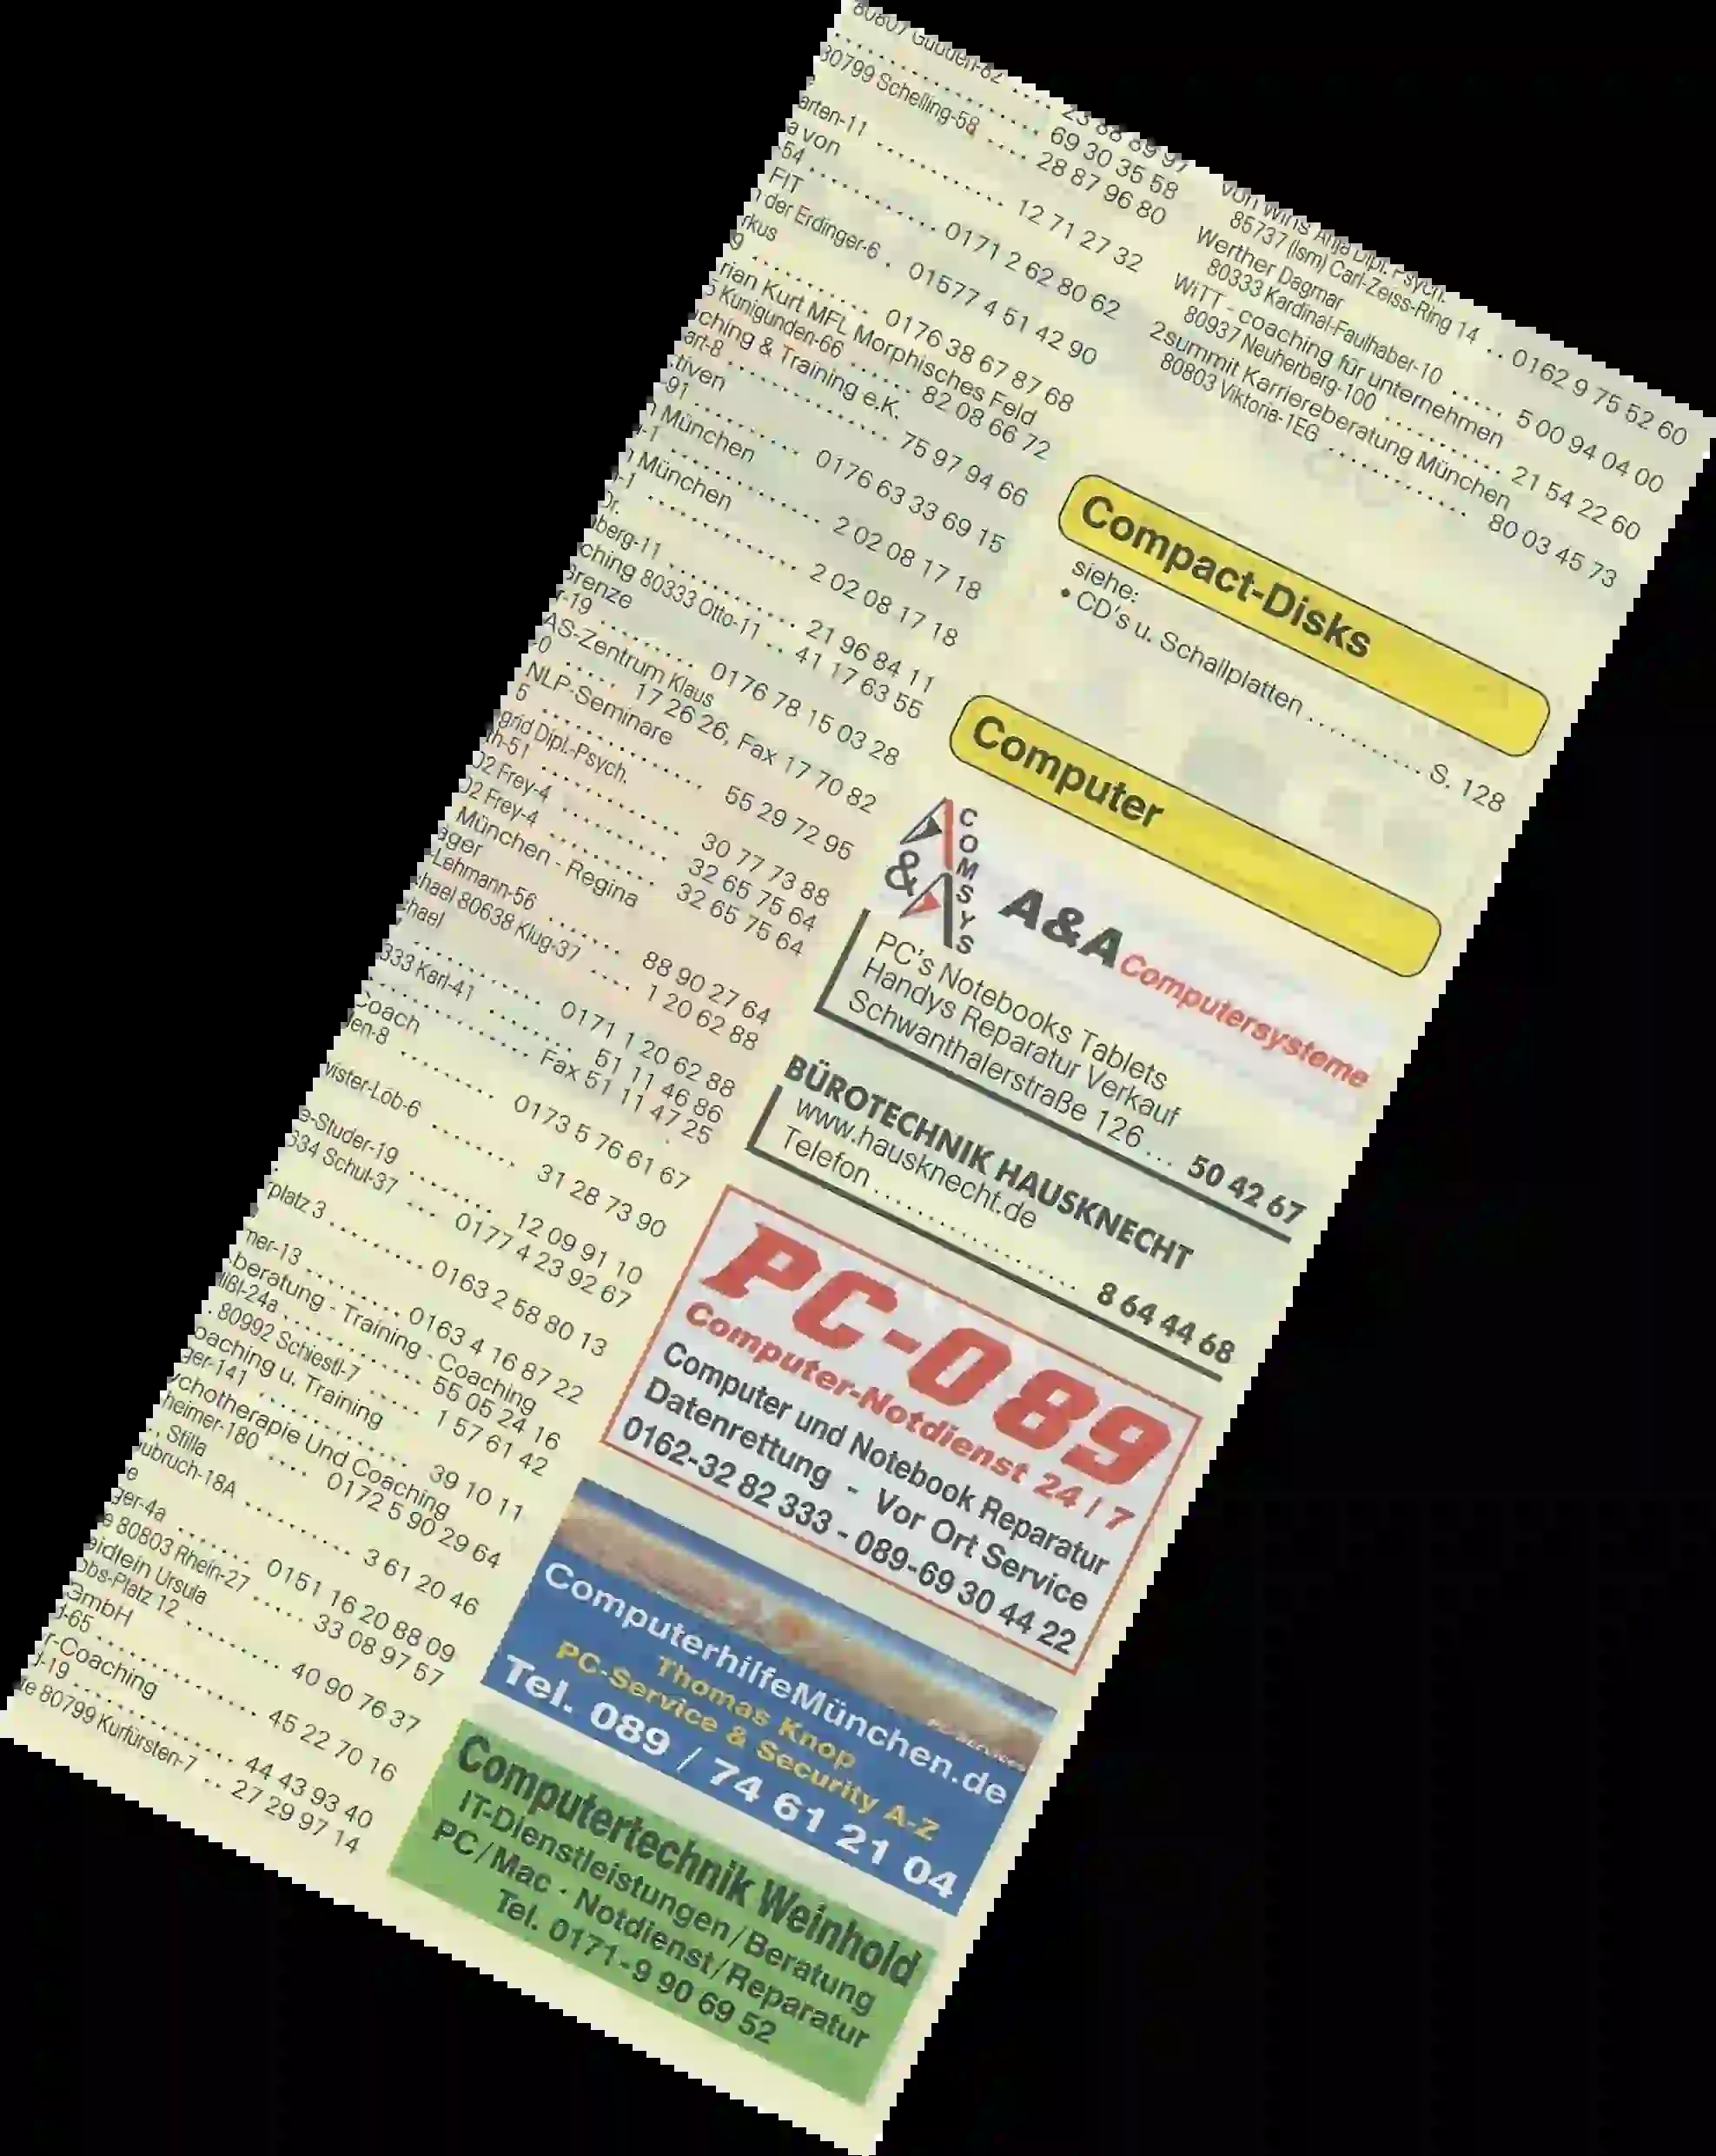 80807 Gudden-82 .... 23 88 89 97
.................... 69 30 35 58
80799 Schelling-58 .... 28 87 96 80
arten-11 ............ 12 71 27 32
a von
-54 ............ 0171 2 62 80 62
FIT
n der Erdinger-6 . 01577 4 51 42 90
rkus
9 ............ 0176 38 67 87 68
rian Kurt MFL Morphisches Feld
5 Kunigunden-66 ...... 82 08 66 72
ching & Training e.K.
art-8 ................ 75 97 94 66
tiven
-91 ............ 0176 63 33 69 15
n München
-1 ................ 2 02 08 17 18
n München
-1 ................ 2 02 08 17 18
Dr.
berg-11 ............ 21 96 84 11
ching 80333 Otto-11 .. 41 17 63 55
Grenze
r-19 ......... 0176 78 15 03 28
AS-Zentrum Klaus
-0 ..... 17 26 26, Fax 17 70 82
NLP-Seminare
5 ................ 55 29 72 95
grid Dipl.-Psych.
th-51 ............ 30 77 73 88
02 Frey-4 .......... 32 65 75 64
02 Frey-4 .......... 32 65 75 64
München - Regina
ager
-Lehmann-56 ....... 88 90 27 64
hael 80638 Klug-37 .... 1 20 62 88
hael
............ 0171 1 20 62 88
333 Karl-41 ........ 51 11 46 86
................ Fax 51 11 47 25
Coach
en-8 ......... 0173 5 76 61 67
wister-Lob-6 ........ 31 28 73 90
e-Studer-19 ........ 12 09 91 10
634 Schul-37 ... 0177 4 23 92 67
platz 3 ......... 0163 2 58 80 13
ner-13 ......... 0163 4 16 87 22
beratung - Training - Coaching
ißl-24a ............ 55 05 24 16
. 80992 Schiestl-7 ...... 1 57 61 42
oaching u. Training
ger-141 ............ 39 10 11
ychotherapie Und Coaching
heimer-180 .... 0172 5 90 29 64
., Stilla
ubruch-18A .......... 3 61 20 46
e
ger-4a ....... 0151 16 20 88 09
e 80803 Rhein-27 ..... 33 08 97 57
eidlein Ursula
obs-Platz 12 ......... 40 90 76 37
GmbH
d-65 ............... 45 22 70 16
r-Coaching
d-19 ............... 44 43 93 40
e 80799 Kurfürsten-7 .. 27 29 97 14
von Wins Anja Dipl. Psych.
85737 (Ism) Carl-Zeiss-Ring 14 .. 0162 9 75 52 60
Werther Dagmar
80333 Kardinal-Faulhaber-10 ..... 5 00 94 04 00
WiTT - coaching für unternehmen
80937 Neuherberg-100 .......... 21 54 22 60
2summit Karriereberatung München
80803 Viktoria-1EG ............ 80 03 45 73
Compact-Disks
siehe:
• CD's u. Schallplatten ............ S. 128
Computer
A&A COMSYS
A&A Computersysteme
PC's Notebooks Tablets
Handys Reparatur Verkauf
Schwanthalerstraße 126 ... 50 42 67
BÜROTECHNIK HAUSKNECHT
www.hausknecht.de
Telefon .................... 8 64 44 68
PC-089
Computer-Notdienst 24 / 7
Computer und Notebook Reparatur
Datenrettung - Vor Ort Service
0162-32 82 333 - 089-69 30 44 22
ComputerhilfeMünchen.de
Thomas Knop
PC-Service & Security A-Z
Tel. 089 / 74 61 21 04
Computertechnik Weinhold
IT-Dienstleistungen/Beratung
PC/Mac · Notdienst/Reparatur
Tel. 0171-9 90 69 52